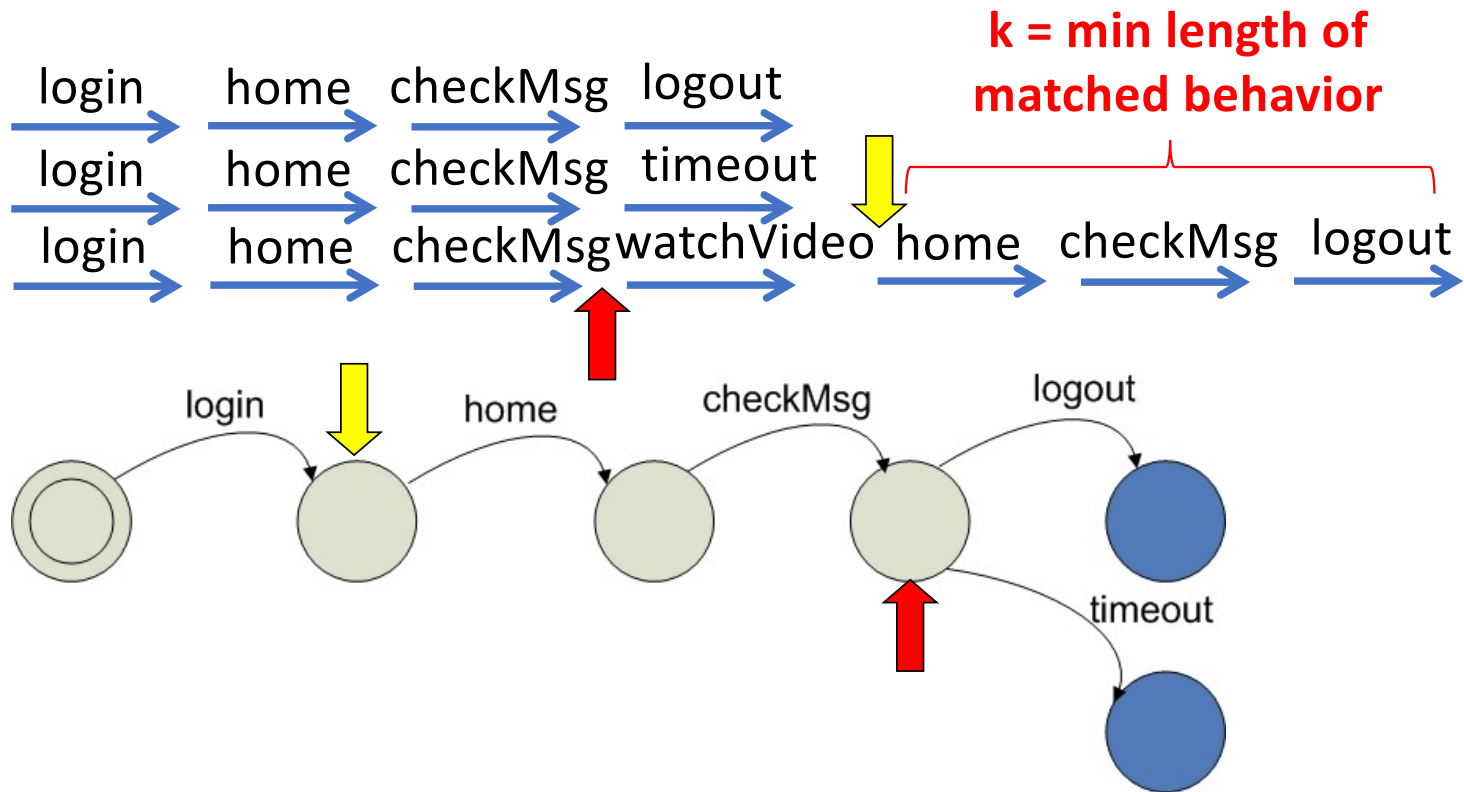 k = min length of
matched behavior
login home checkMsg logout
login home checkMsg timeout
login home checkMsg watchVideo home checkMsg logout
login home checkMsg logout
timeout